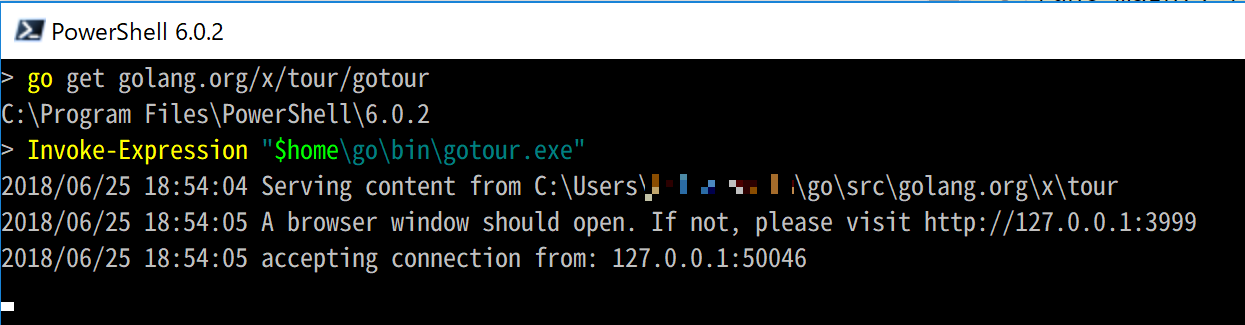 PowerShell 6.0.2
> go get golang.org/x/tour/gotour
C:\Program Files\PowerShell\6.0.2
> Invoke-Expression "$home\go\bin\gotour.exe"
2018/06/25 18:54:04 Serving content from C:\Users\ \go\src\golang.org\x\tour
2018/06/25 18:54:05 A browser window should open. If not, please visit http://127.0.0.1:3999
2018/06/25 18:54:05 accepting connection from: 127.0.0.1:50046